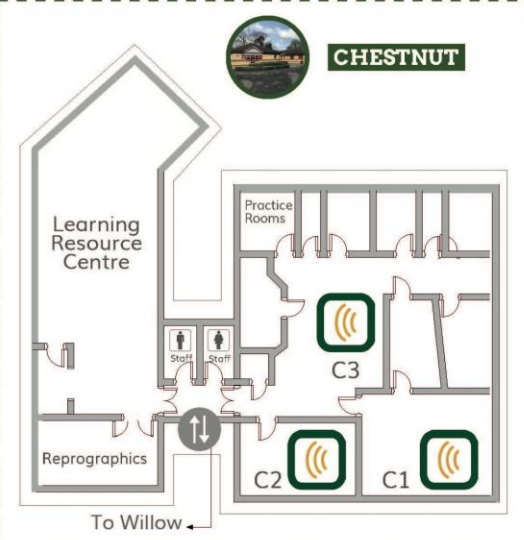 CHESTNUT
Practice
Rooms
Learning
Resource
Centre
Staff
Staff
C3
Reprographics
C2
C1
To Willow